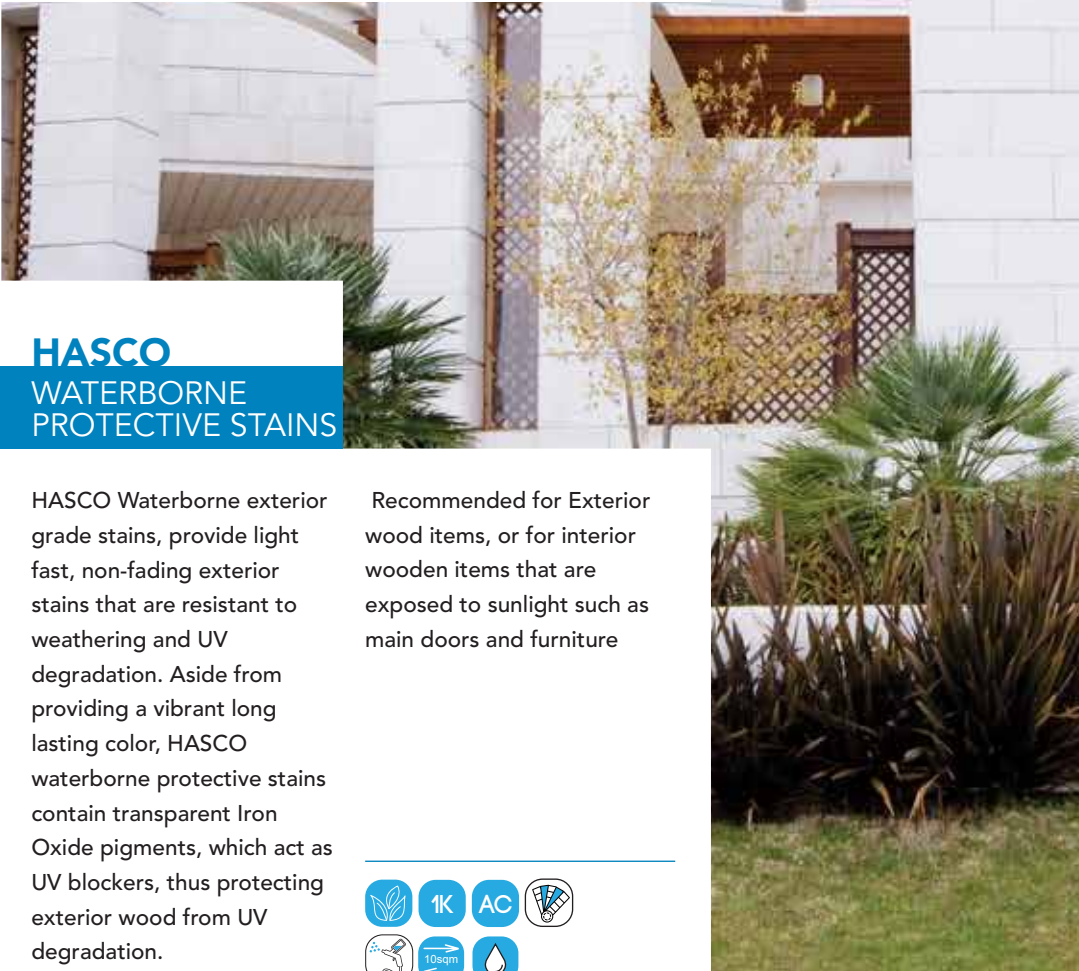 HASCO
WATERBORNE
PROTECTIVE STAINS
HASCO Waterborne exterior
grade stains, provide light
fast, non-fading exterior
stains that are resistant to
weathering and UV
degradation. Aside from
providing a vibrant long
lasting color, HASCO
waterborne protective stains
contain transparent Iron
Oxide pigments, which act as
UV blockers, thus protecting
exterior wood from UV
degradation.
Recommended for Exterior
wood items, or for interior
wooden items that are
exposed to sunlight such as
main doors and furniture
1K AC
10sqm